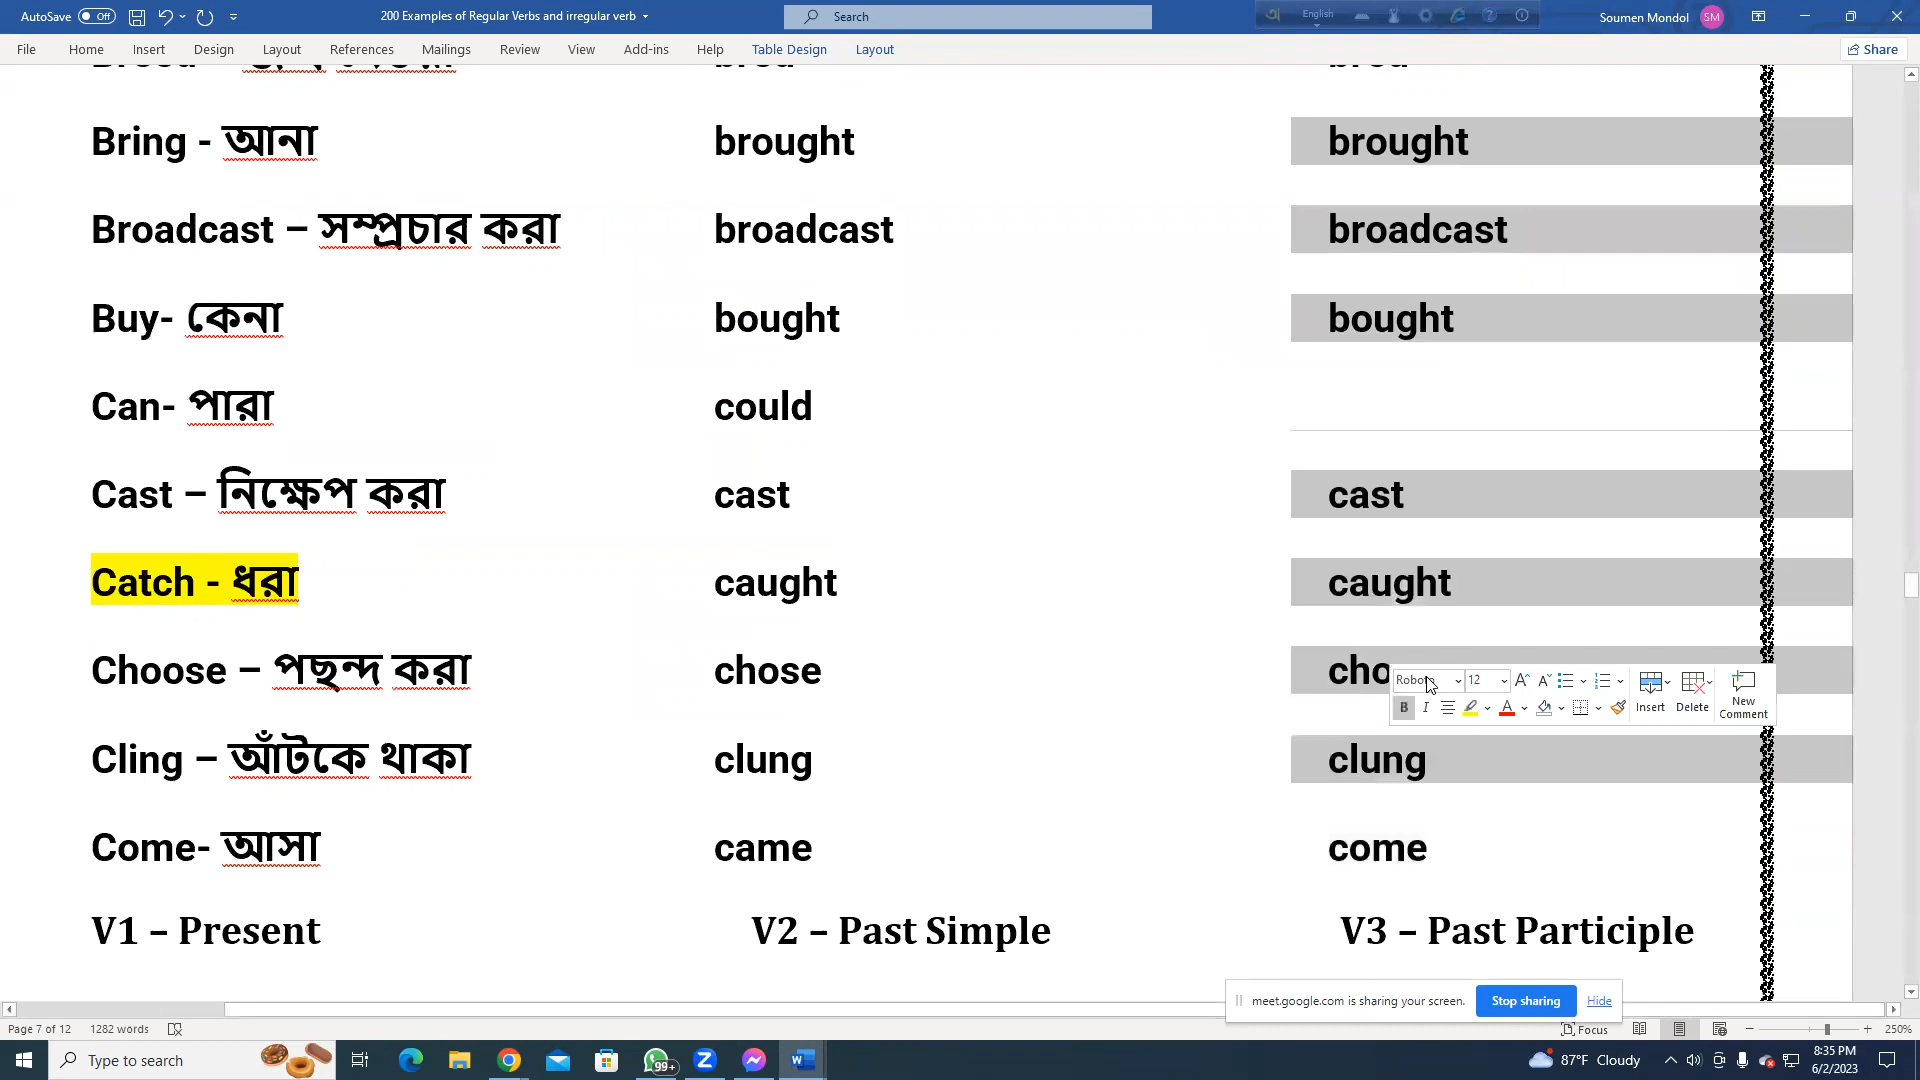 AutoSave Off 200 Examples of Regular Verbs and irregular verb Search English Soumen Mondol SM
File Home Insert Design Layout References Mailings Review View Add-ins Help Table Design Layout Share
Bring - আনা brought brought
Broadcast – সম্প্রচার করা broadcast broadcast
Buy- কেনা bought bought
Can- পারা could
Cast – নিক্ষেপ করা cast cast
Catch - ধরা caught caught
Choose – পছন্দ করা chose
Robo 12
B I Insert Delete New Comment
Cling – আঁটকে থাকা clung clung
Come- আসা came come
V1 – Present V2 – Past Simple V3 – Past Participle
meet.google.com is sharing your screen. Stop sharing Hide
Page 7 of 12 1282 words Focus 250%
Type to search 99+ 87°F Cloudy 8:35 PM
6/2/2023